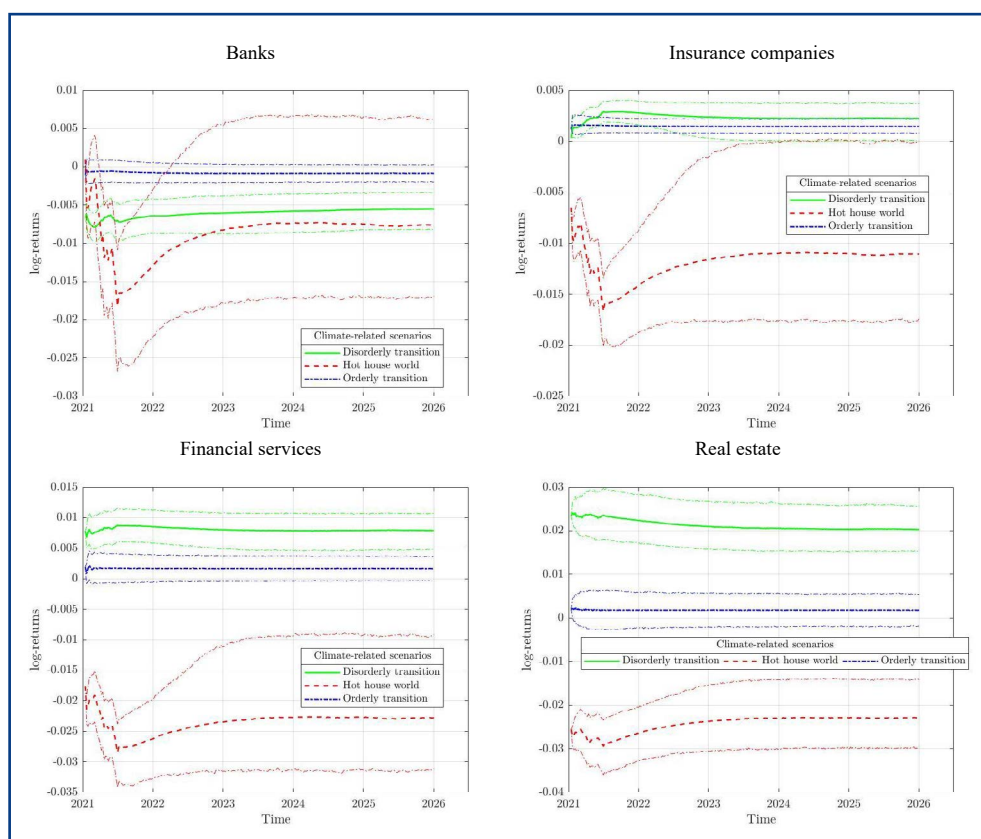 Banks
0.01
0.005
0
-0.005
-0.01
-0.015
-0.02
-0.025
-0.03
log-returns
2021 2022 2023 2024 2025 2026
Time
Climate-related scenarios
Disorderly transition
Hot house world
Orderly transition
Insurance companies
0.005
0
-0.005
-0.01
-0.015
-0.02
-0.025
log-returns
2021 2022 2023 2024 2025 2026
Time
Climate-related scenarios
Disorderly transition
Hot house world
Orderly transition
Financial services
0.015
0.01
0.005
0
-0.005
-0.01
-0.015
-0.02
-0.025
-0.03
-0.035
log-returns
2021 2022 2023 2024 2025 2026
Time
Climate-related scenarios
Disorderly transition
Hot house world
Orderly transition
Real estate
0.03
0.02
0.01
0
-0.01
-0.02
-0.03
-0.04
log-returns
2021 2022 2023 2024 2025 2026
Time
Climate-related scenarios
Disorderly transition Hot house world Orderly transition